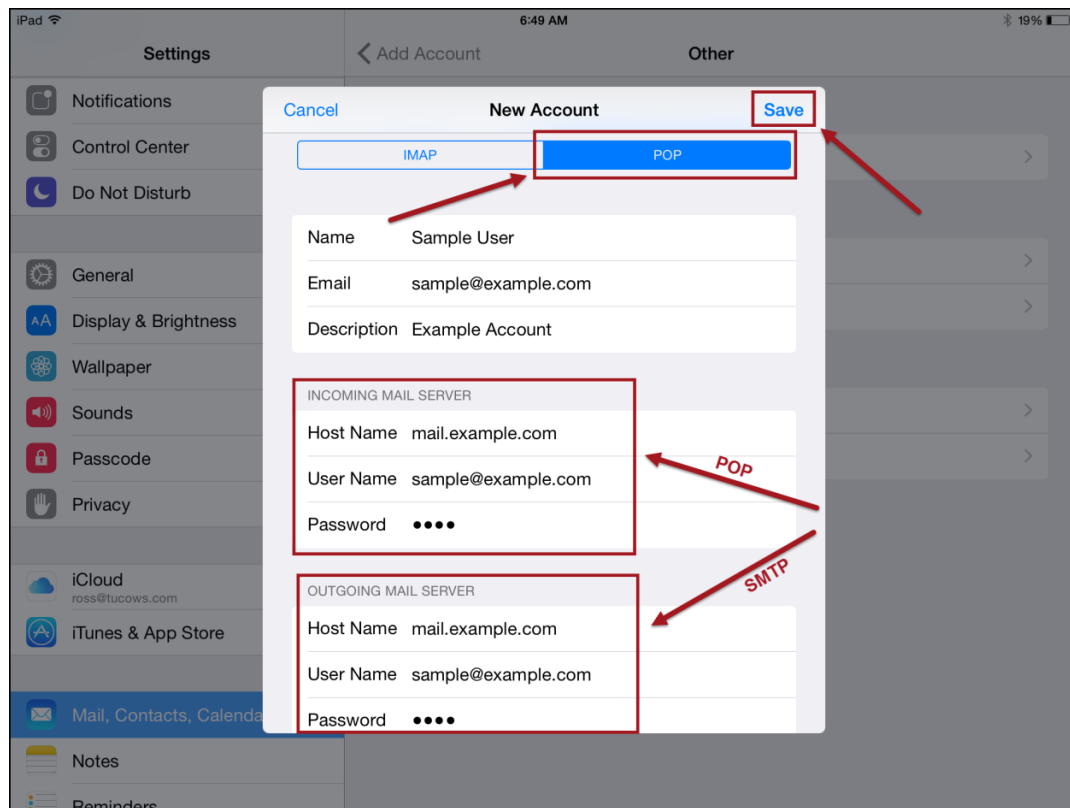 iPad 6:49 AM 19%
Settings
Add Account
Other
Notifications
Control Center
Do Not Disturb
General
Display & Brightness
AA
Wallpaper
Sounds
Passcode
Privacy
iCloud
ross@tucows.com
iTunes & App Store
Mail, Contacts, Calenda
Notes
Reminders
Cancel
New Account
Save
IMAP
POP
Name Sample User
Email sample@example.com
Description Example Account
INCOMING MAIL SERVER
Host Name mail.example.com
User Name sample@example.com
Password ••••
POP
SMTP
OUTGOING MAIL SERVER
Host Name mail.example.com
User Name sample@example.com
Password ••••